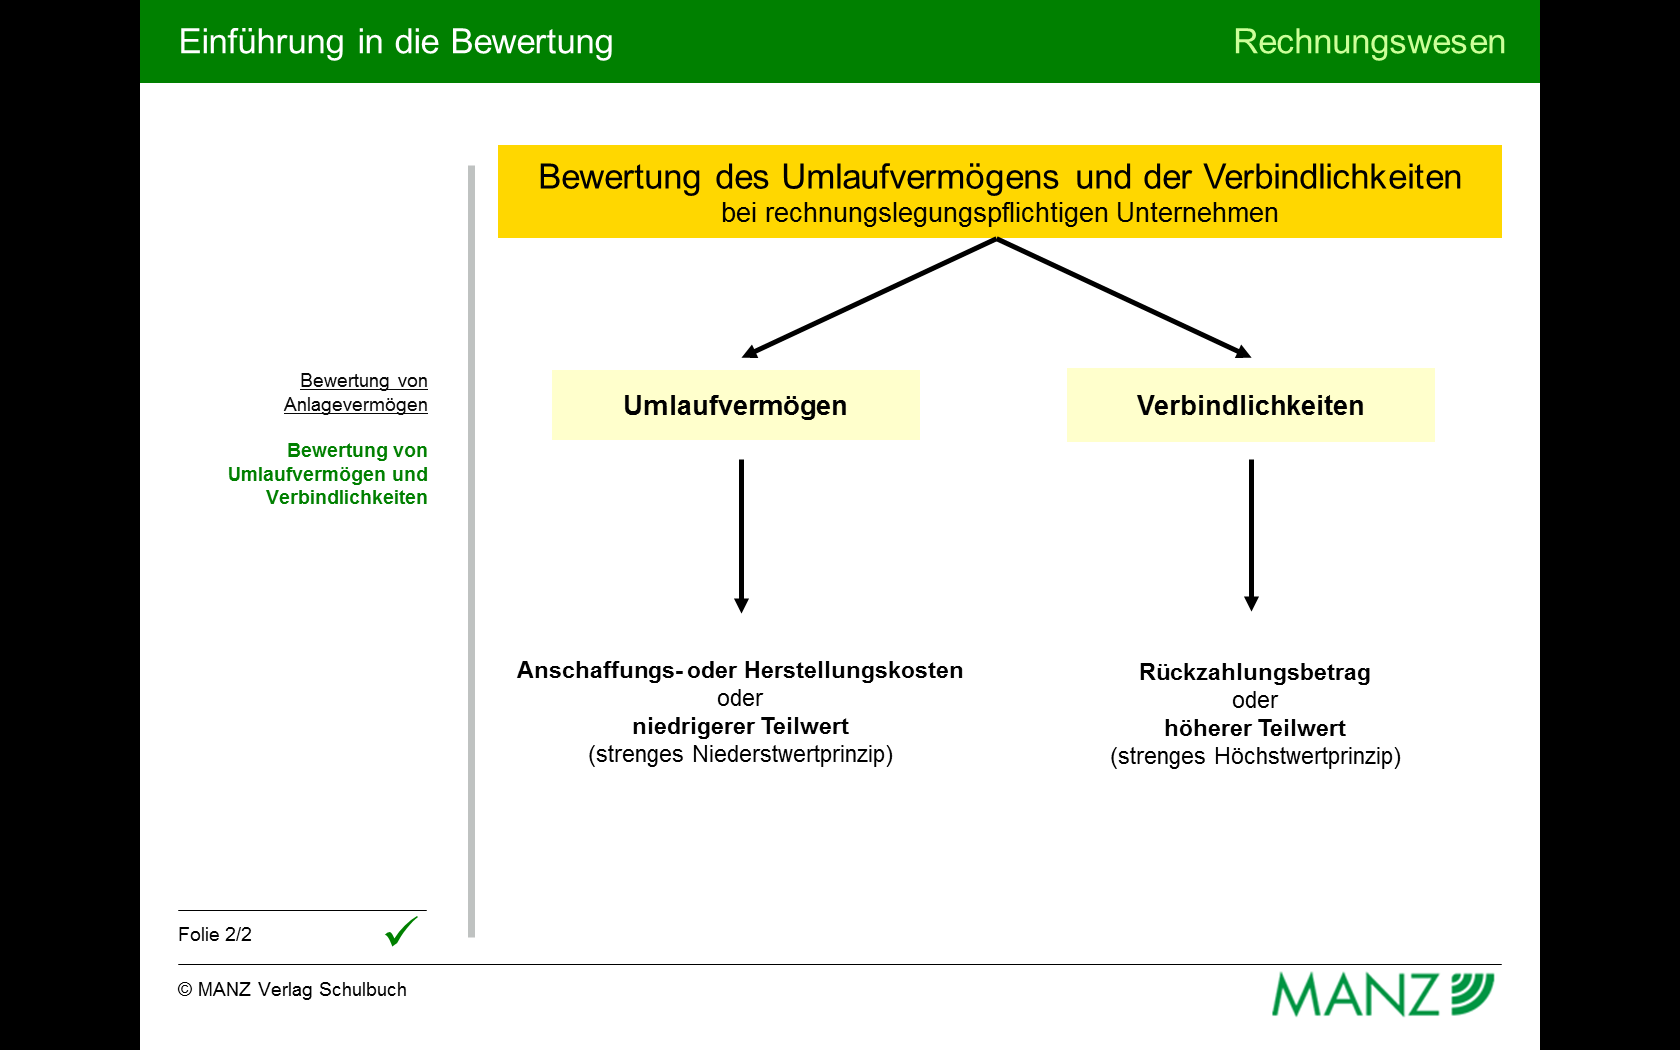 Einführung in die Bewertung
Rechnungswesen
Bewertung des Umlaufvermögens und der Verbindlichkeiten
bei rechnungslegungspflichtigen Unternehmen
Bewertung von
Anlagevermögen
Bewertung von
Umlaufvermögen und
Verbindlichkeiten
Umlaufvermögen
Verbindlichkeiten
Anschaffungs- oder Herstellungskosten
oder
niedrigerer Teilwert
(strenges Niederstwertprinzip)
Rückzahlungsbetrag
oder
höherer Teilwert
(strenges Höchstwertprinzip)
Folie 2/2
© MANZ Verlag Schulbuch
MANZ